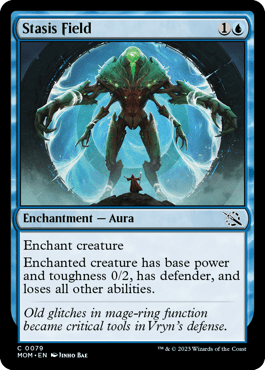 Stasis Field 1
Enchantment — Aura
Enchant creature
Enchanted creature has base power
and toughness 0/2, has defender, and
loses all other abilities.
Old glitches in mage-ring function
became critical tools in Vryn's defense.
C 0079
MOM • EN Jinho Bae
™ & © 2023 Wizards of the Coast